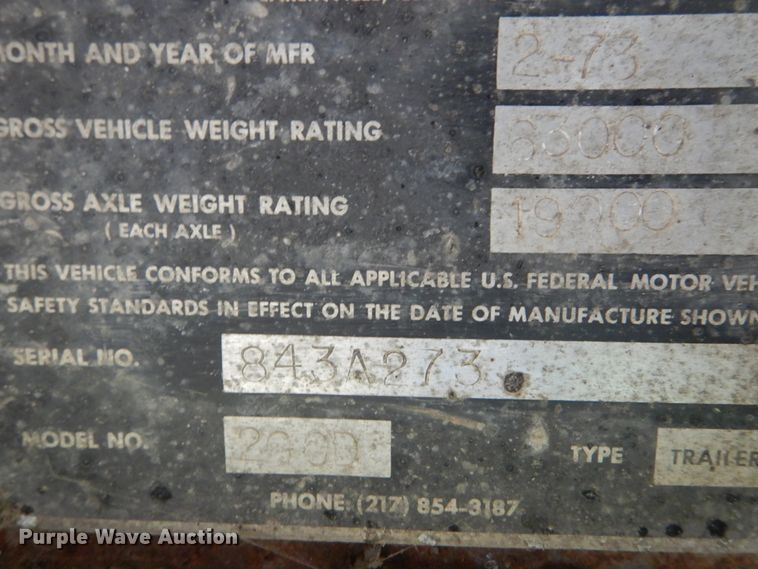 MONTH AND YEAR OF MFR 2-73
GROSS VEHICLE WEIGHT RATING
GROSS AXLE WEIGHT RATING
(EACH AXLE)
THIS VEHICLE CONFORMS TO ALL APPLICABLE U.S. FEDERAL MOTOR VEH
SAFETY STANDARDS IN EFFECT ON THE DATE OF MANUFACTURE SHOWN
SERIAL NO. 843A273
MODEL NO. TYPE TRAILER
PHONE: (217) 854-3187
Purple Wave Auction